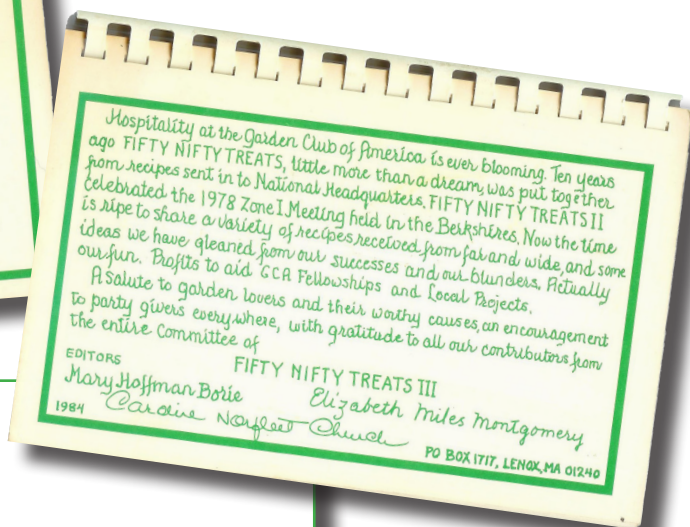 Hospitality at the Garden Club of America is ever blooming. Ten years
ago FIFTY NIFTY TREATS, little more than a dream, was put together
from recipes sent in to National Headquarters. FIFTY NIFTY TREATS II
celebrated the 1978 Zone I Meeting held in the Berkshires. Now the time
is ripe to share a variety of recipes received from far and wide, and some
ideas we have gleaned from our successes and our blunders. Actually
our fun. Profits to aid GCA Fellowships and Local Projects.
A salute to garden lovers and their worthy causes, an encouragement
to party givers everywhere, with gratitude to all our contributors from
the entire Committee of
FIFTY NIFTY TREATS III
EDITORS
Mary Hoffman Borie
Elizabeth Miles Montgomery
1984 Caroline Norfleet Church
PO BOX 1717, LENOX, MA 01240